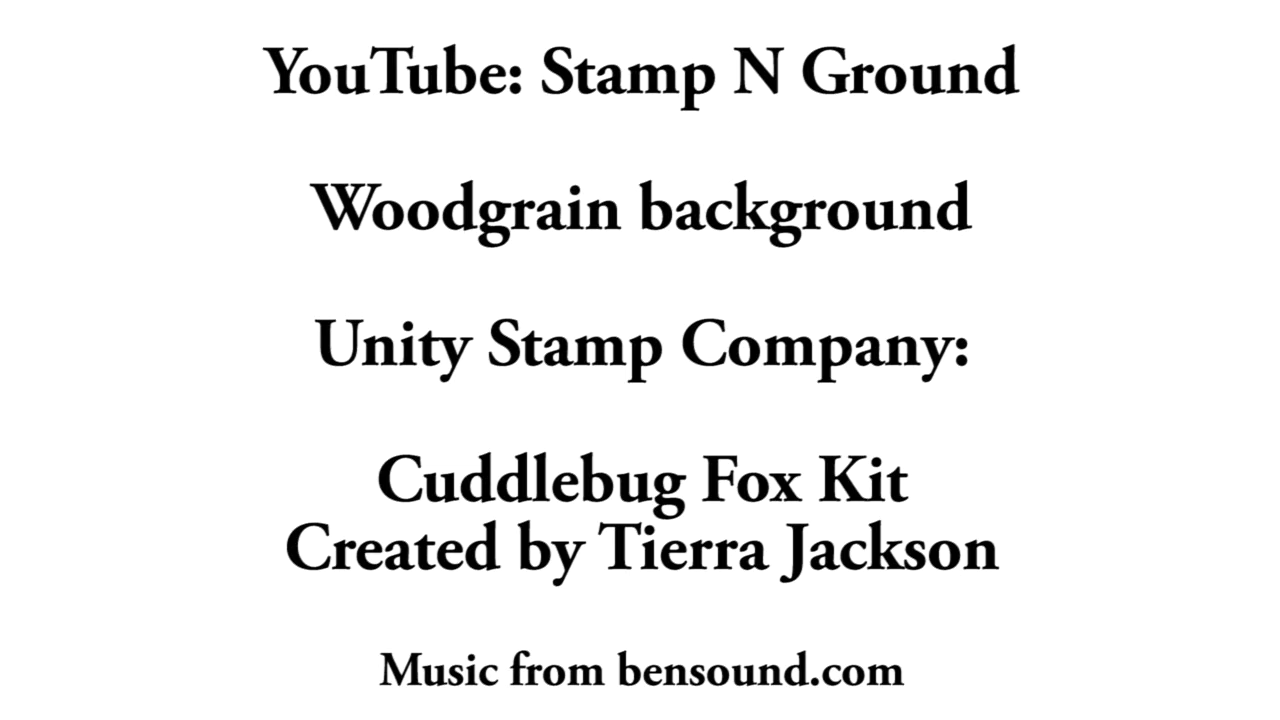 YouTube: Stamp N Ground
Woodgrain background
Unity Stamp Company:
Cuddlebug Fox Kit
Created by Tierra Jackson
Music from bensound.com